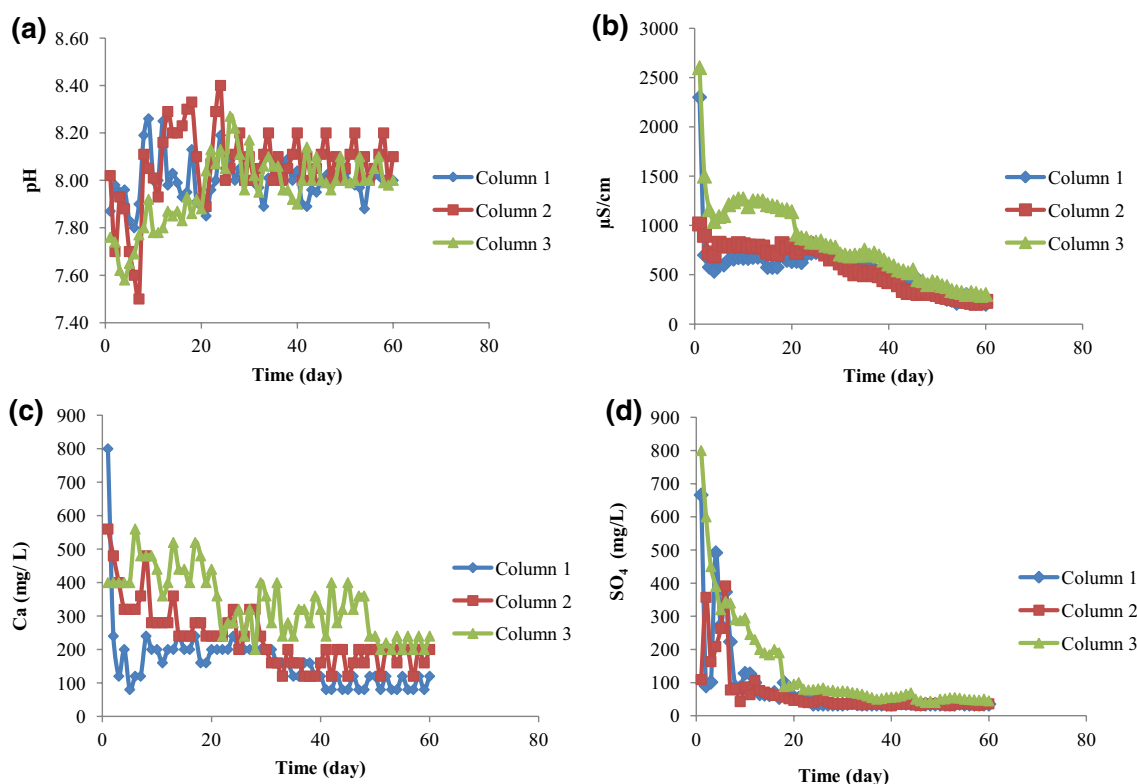 (a)
8.60
8.40
8.20
8.00
7.80
7.60
7.40
pH
0
20
40
60
80
Time (day)
Column 1
Column 2
Column 3
(b)
3000
2500
2000
1500
1000
500
0
µS/cm
0
20
40
60
80
Time (day)
Column 1
Column 2
Column 3
(c)
900
800
700
600
500
400
300
200
100
0
Ca (mg/ L)
0
20
40
60
80
Time (day)
Column 1
Column 2
Column 3
(d)
900
800
700
600
500
400
300
200
100
0
SO4 (mg/L)
0
20
40
60
80
Time (day)
Column 1
Column 2
Column 3